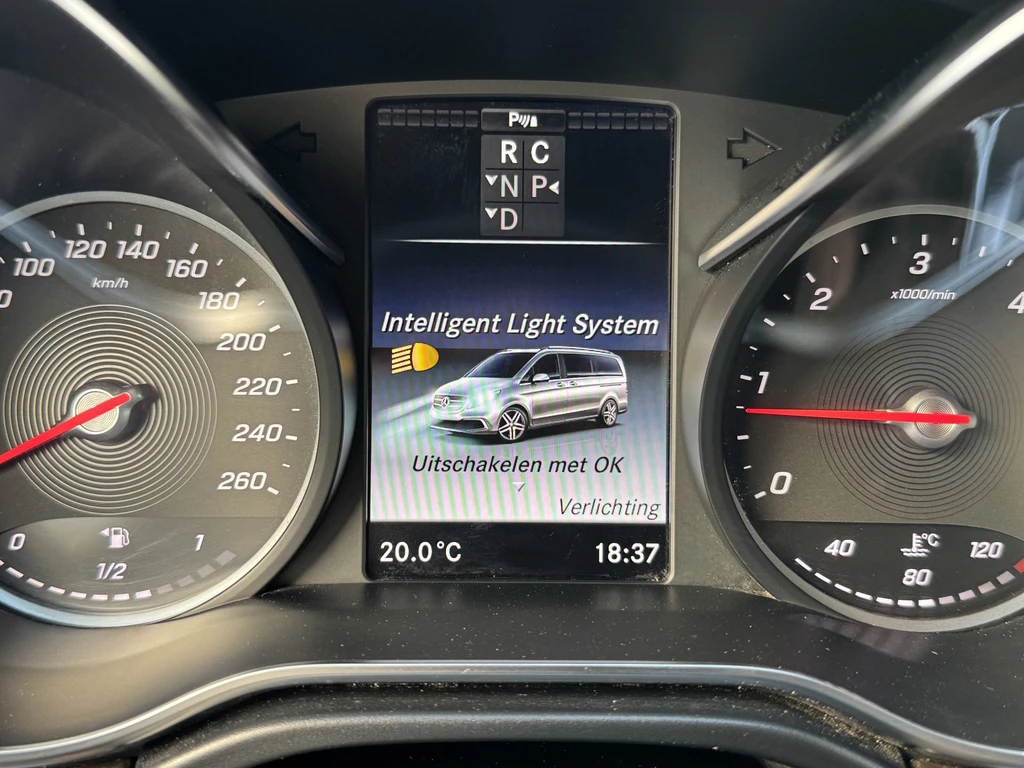 P
R C
N P
D
Intelligent Light System
Uitschakelen met OK
Verlichting
20.0°C 18:37
100 120 140 160 180 200 220 240 260
km/h
0 1/2 1
0 1 2 3 4
x1000/min
°C
40 80 120